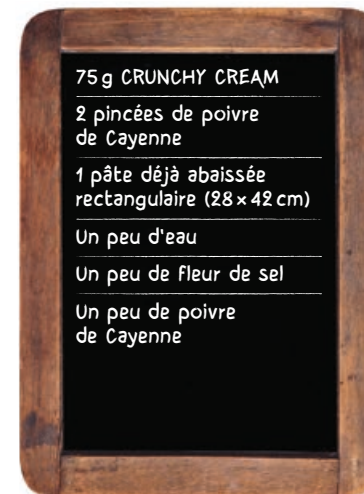 75 g CRUNCHY CREAM
2 pincées de poivre
de Cayenne
1 pâte déjà abaissée
rectangulaire (28 × 42 cm)
Un peu d'eau
Un peu de fleur de sel
Un peu de poivre
de Cayenne